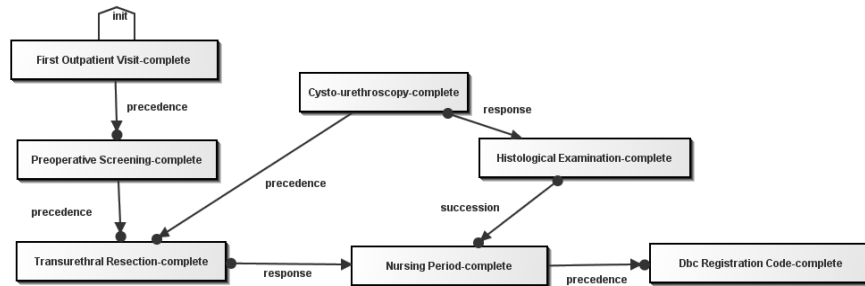 init
First Outpatient Visit-complete
precedence
Cysto-urethroscopy-complete
response
Preoperative Screening-complete
Histological Examination-complete
precedence
precedence
succession
Transurethral Resection-complete
response
Nursing Period-complete
precedence
Dbc Registration Code-complete